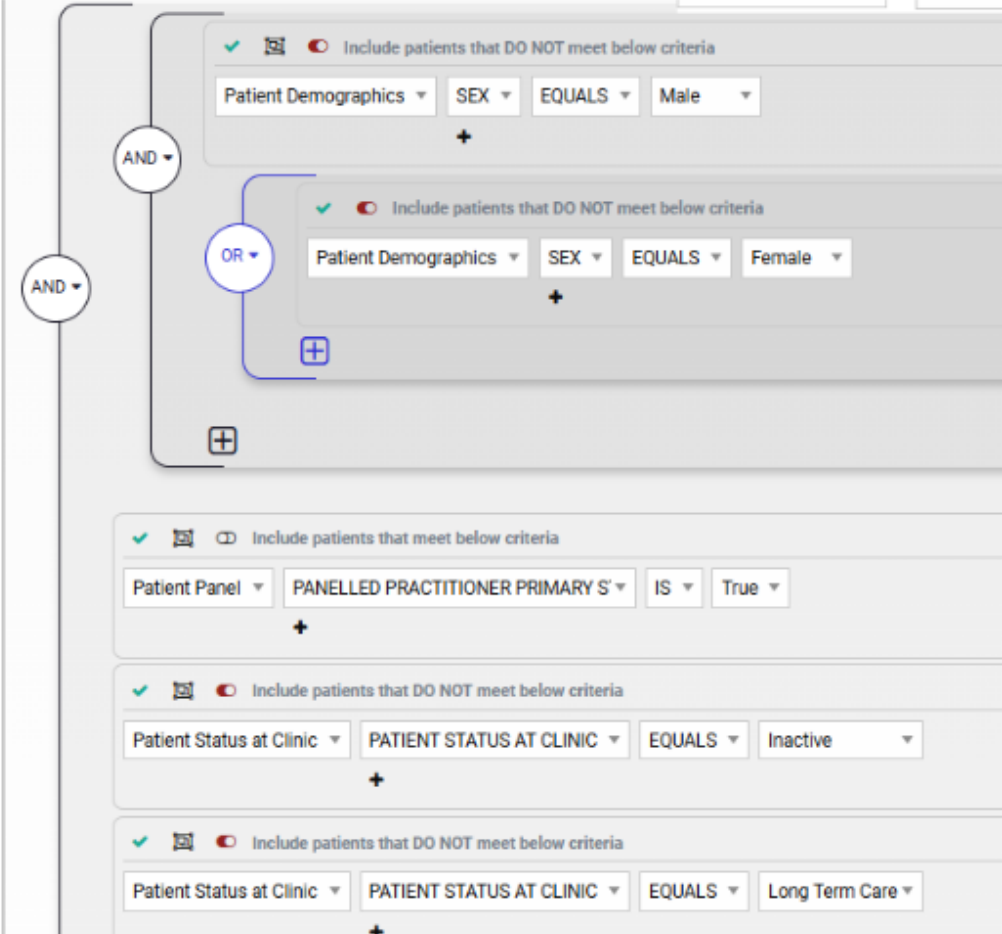 Include patients that DO NOT meet below criteria
Patient Demographics SEX EQUALS Male
AND
Include patients that DO NOT meet below criteria
OR
Patient Demographics SEX EQUALS Female
AND
Include patients that meet below criteria
Patient Panel PANELLED PRACTITIONER PRIMARY S IS True
Include patients that DO NOT meet below criteria
Patient Status at Clinic PATIENT STATUS AT CLINIC EQUALS Inactive
Include patients that DO NOT meet below criteria
Patient Status at Clinic PATIENT STATUS AT CLINIC EQUALS Long Term Care